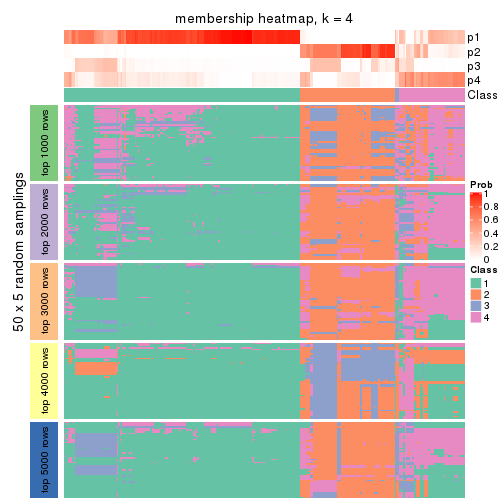 membership heatmap, k = 4
p1
p2
p3
p4
Class
50 x 5 random samplings
top 1000 rows
top 2000 rows
top 3000 rows
top 4000 rows
top 5000 rows
Prob
1
0.8
0.6
0.4
0.2
0
Class
1
2
3
4